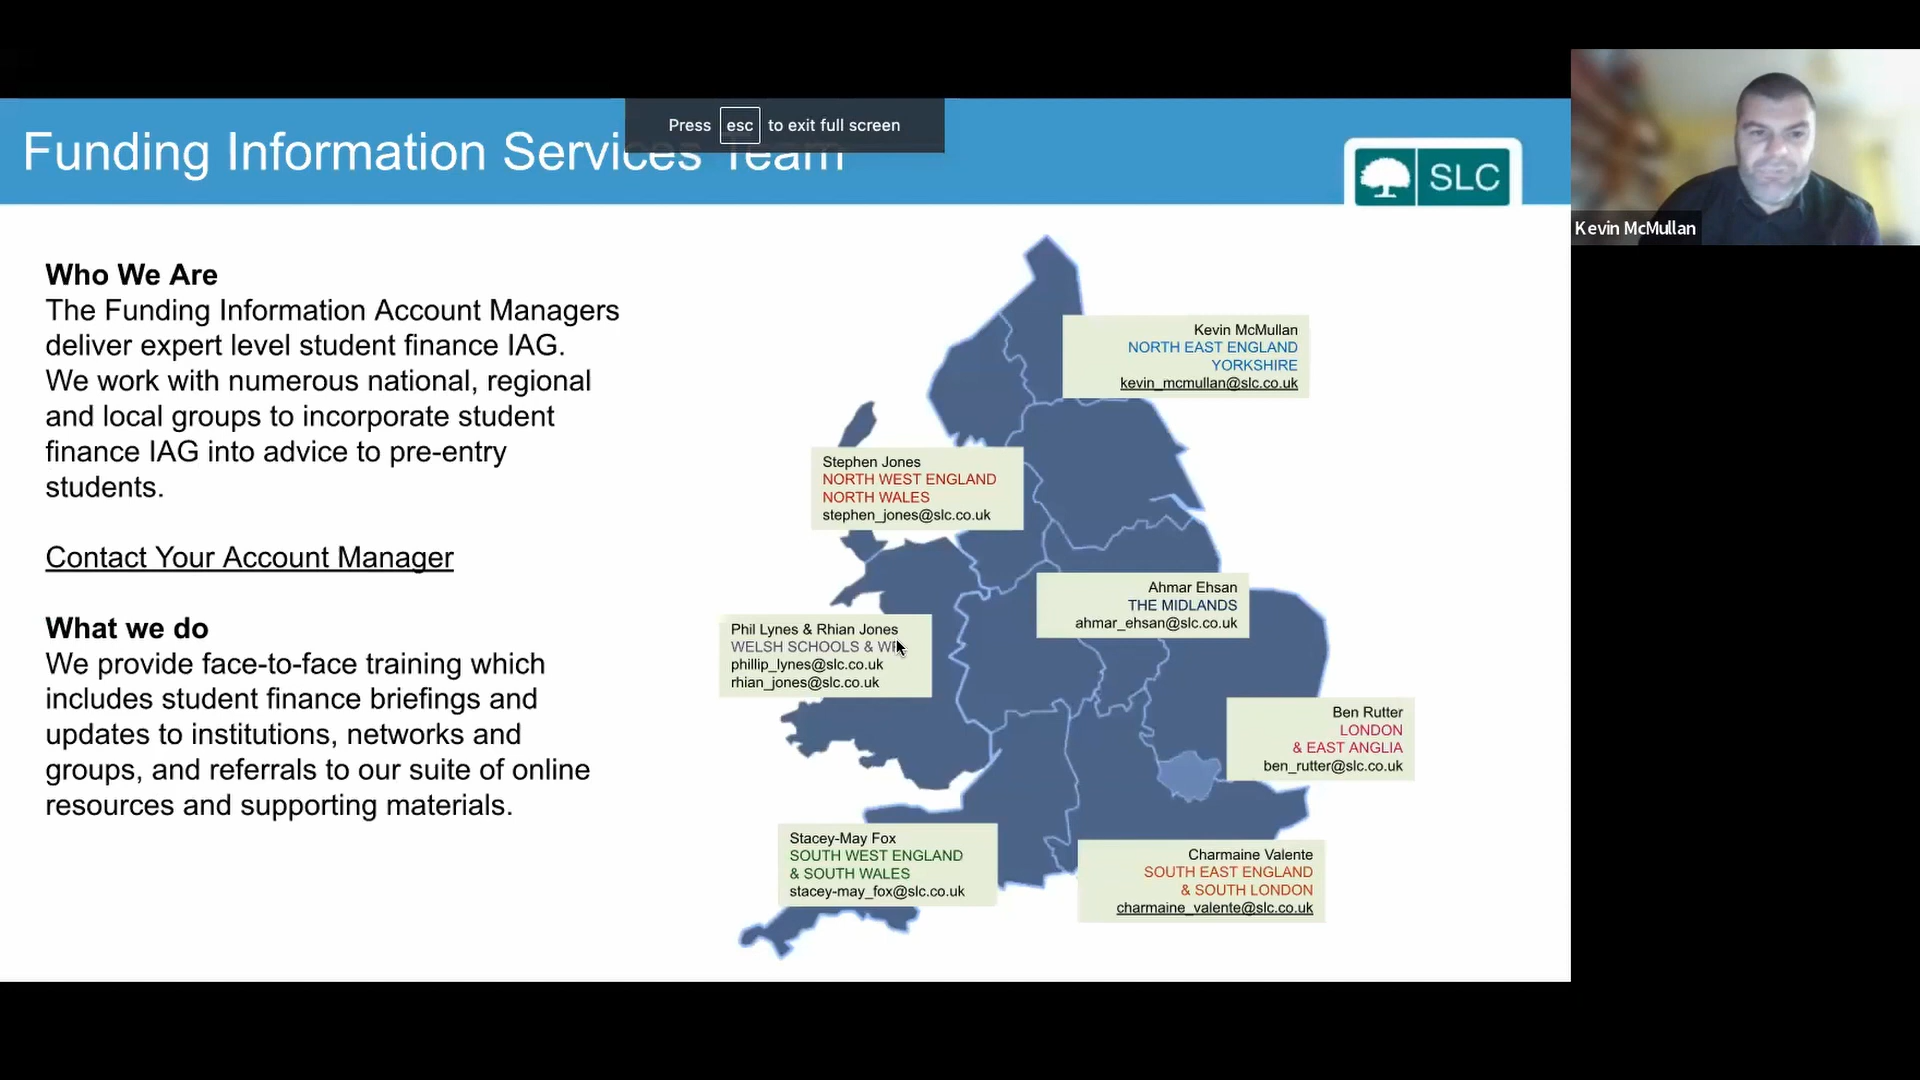 Press esc to exit full screen
Funding Information Services Team
SLC
Kevin McMullan
Who We Are
The Funding Information Account Managers
deliver expert level student finance IAG.
We work with numerous national, regional
and local groups to incorporate student
finance IAG into advice to pre-entry
students.
Contact Your Account Manager
What we do
We provide face-to-face training which
includes student finance briefings and
updates to institutions, networks and
groups, and referrals to our suite of online
resources and supporting materials.
Kevin McMullan
NORTH EAST ENGLAND
YORKSHIRE
kevin_mcmullan@slc.co.uk
Stephen Jones
NORTH WEST ENGLAND
NORTH WALES
stephen_jones@slc.co.uk
Ahmar Ehsan
THE MIDLANDS
ahmar_ehsan@slc.co.uk
Phil Lynes & Rhian Jones
WELSH SCHOOLS &
phillip_lynes@slc.co.uk
rhian_jones@slc.co.uk
Ben Rutter
LONDON
& EAST ANGLIA
ben_rutter@slc.co.uk
Stacey-May Fox
SOUTH WEST ENGLAND
& SOUTH WALES
stacey-may_fox@slc.co.uk
Charmaine Valente
SOUTH EAST ENGLAND
& SOUTH LONDON
charmaine_valente@slc.co.uk